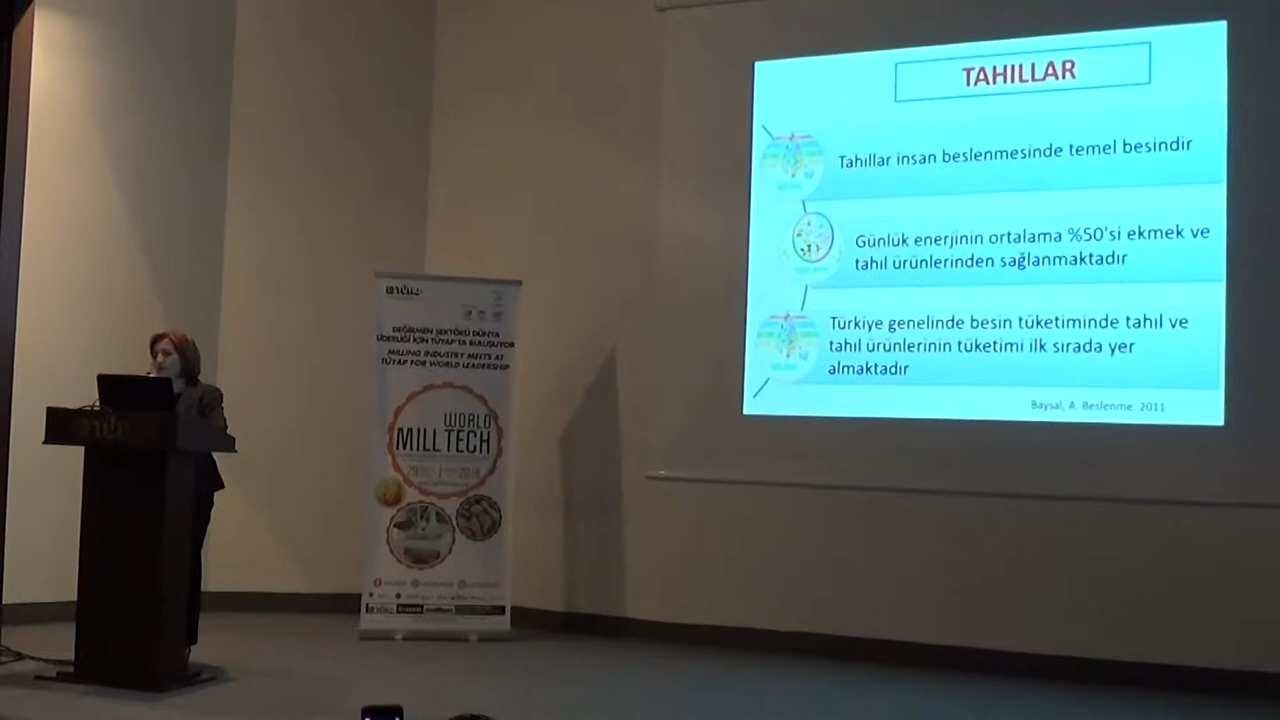 TAHILLAR
Tahıllar insan beslenmesinde temel besindir
Günlük enerjinin ortalama %50'si ekmek ve
tahıl ürünlerinden sağlanmaktadır
Türkiye genelinde besin tüketiminde tahıl ve
tahıl ürünlerinin tüketimi ilk sırada yer
almaktadır
Baysal, A. Beslenme. 2011
TÜYAP
DEĞİRMEN SEKTÖRÜ DÜNYA
LİDERLİĞİ İÇİN TÜYAP'TA BULUŞUYOR
MILLING INDUSTRY MEETS AT
TÜYAP FOR WORLD LEADERSHIP
WORLD
MILLTECH